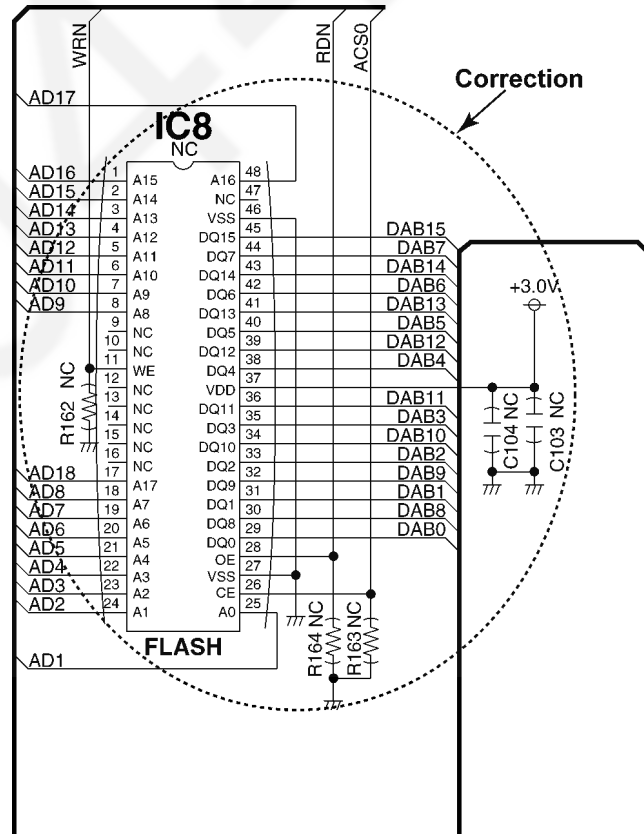 WRN
RDN
ACS0
Correction
AD17
IC8
NC
AD16 1 A15 A16 48
AD15 2 A14 NC 47
AD14 3 A13 VSS 46
AD13 4 A12 DQ15 45 DAB15
AD12 5 A11 DQ7 44 DAB7
AD11 6 A10 DQ14 43 DAB14
AD10 7 A9 DQ6 42 DAB6
AD9 8 A8 DQ13 41 DAB13
9 NC DQ5 40 DAB5
10 NC DQ12 39 DAB12
11 WE DQ4 38 DAB4
12 NC VDD 37
13 NC DQ11 36 DAB11
14 NC DQ3 35 DAB3
15 NC DQ10 34 DAB10
16 NC DQ2 33 DAB2
AD18 17 A17 DQ9 32 DAB9
AD8 18 A7 DQ1 31 DAB1
AD7 19 A6 DQ8 30 DAB8
AD6 20 A5 DQ0 29 DAB0
AD5 21 A4 OE 28
AD4 22 A3 VSS 27
AD3 23 A2 CE 26
AD2 24 A1 A0 25
FLASH
AD1
R162 NC
R164 NC
R163 NC
+3.0V
C104 NC
C103 NC